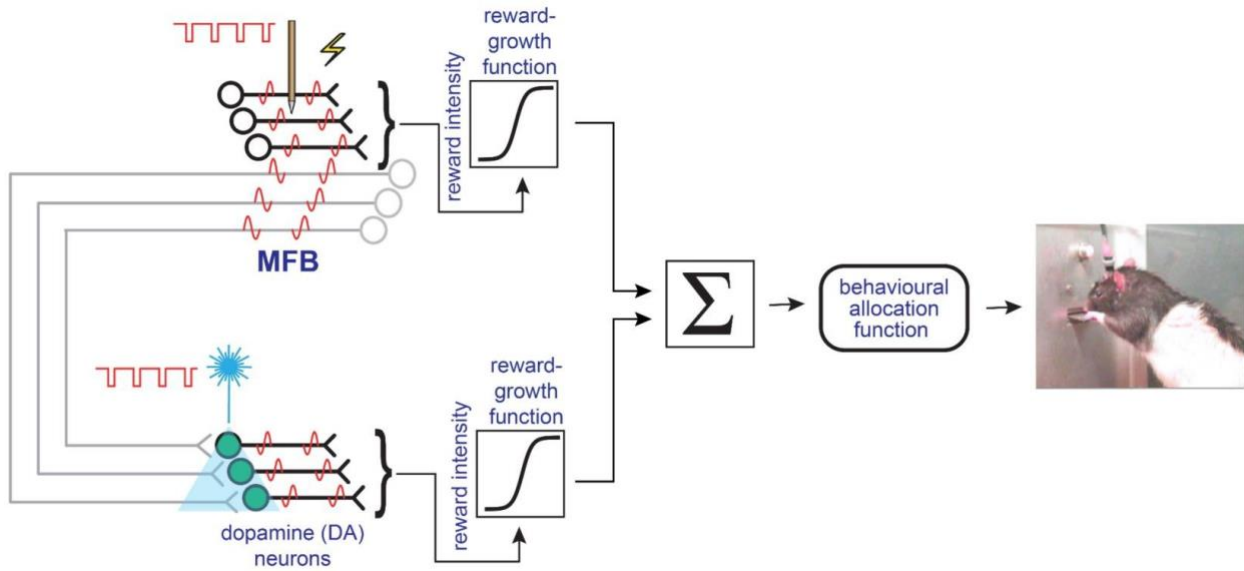 reward-
growth
function
reward intensity
MFB
Σ
behavioural
allocation
function
reward-
growth
function
reward intensity
dopamine (DA)
neurons